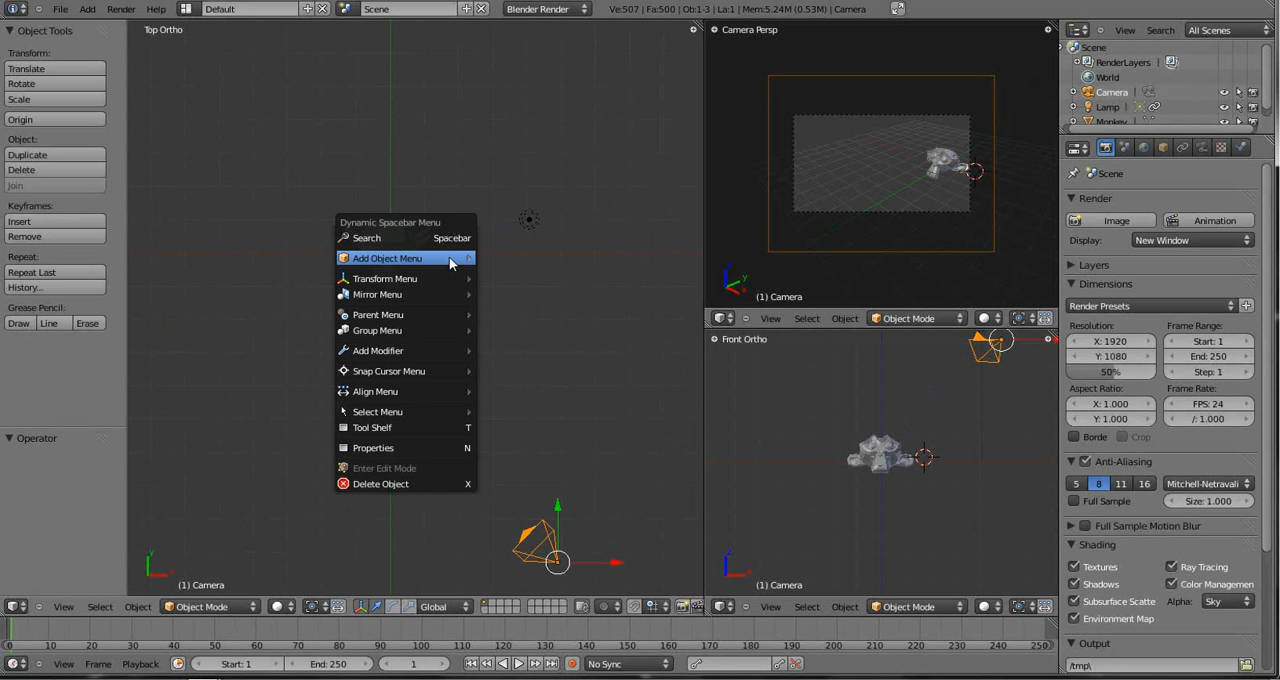 File Add Render Help Default Scene Blender Render Ve:507 | Fa:500 | Ob:1-3 | La:1 | Mem:5.24M (0.53M) | Camera
Object Tools
Transform:
Translate
Rotate
Scale
Origin
Object:
Duplicate
Delete
Join
Keyframes:
Insert
Remove
Repeat:
Repeat Last
History...
Grease Pencil:
Draw Line Erase
Operator
Top Ortho
Dynamic Spacebar Menu
Search Spacebar
Add Object Menu
Transform Menu
Mirror Menu
Parent Menu
Group Menu
Add Modifier
Snap Cursor Menu
Align Menu
Select Menu
Tool Shelf T
Properties N
Enter Edit Mode
Delete Object X
y
(1) Camera
View Select Object Object Mode Global
Camera Persp
z y
(1) Camera
View Select Object Object Mode
Front Ortho
z
(1) Camera
View Select Object Object Mode
0 10 20 30 40 50 60 70 80 90 100 110 120 130 140 150 160 170 180 190 200 210 220 230 240 250
View Frame Playback Start: 1 End: 250 1 No Sync
View Search All Scenes
Scene
RenderLayers
World
Camera
Lamp
Monkey
Scene
Render
Image Animation
Display: New Window
Layers
Dimensions
Render Presets
Resolution: Frame Range:
X: 1920 Start: 1
Y: 1080 End: 250
50% Step: 1
Aspect Ratio: Frame Rate:
X: 1.000 FPS: 24
Y: 1.000 /: 1.000
Borde Crop
Anti-Aliasing
5 8 11 16 Mitchell-Netravali
Full Sample Size: 1.000
Full Sample Motion Blur
Shading
Textures Ray Tracing
Shadows Color Managemen
Subsurface Scatte Alpha: Sky
Environment Map
Output
/tmp\